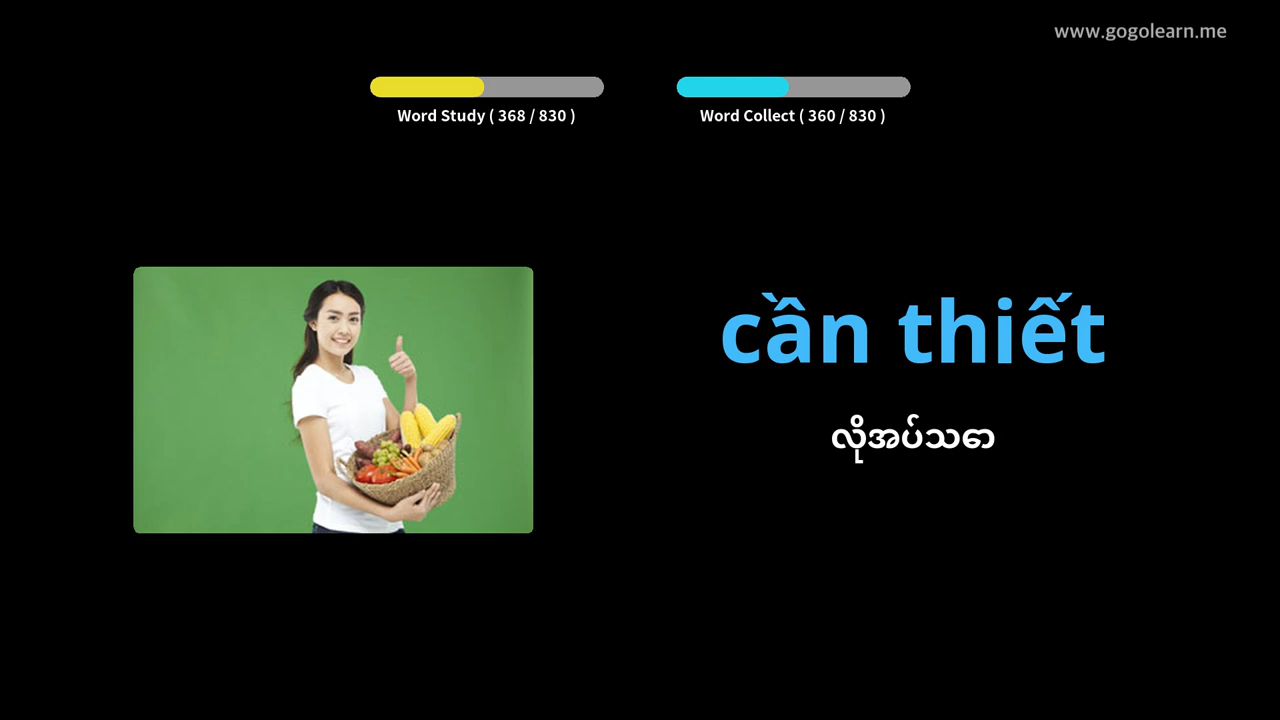 www.gogolearn.me
Word Study ( 368 / 830 )
Word Collect ( 360 / 830 )
cần thiết
လိုအပ်သော